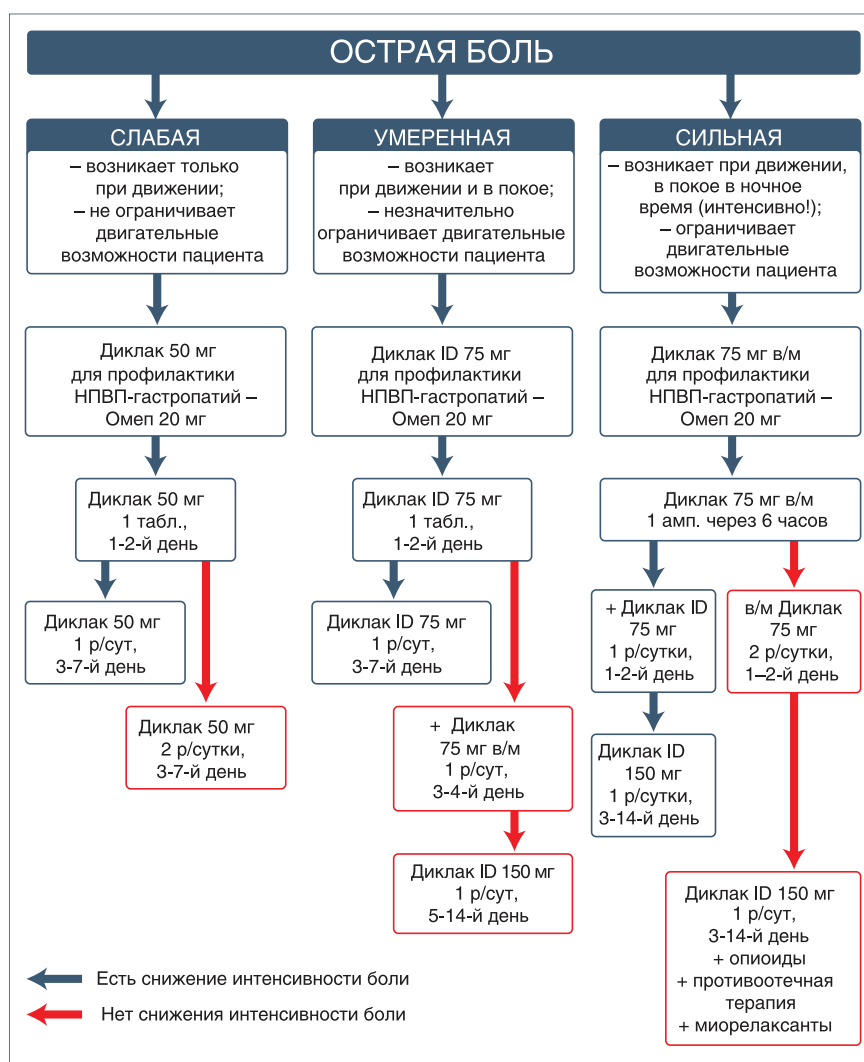 ОСТРАЯ БОЛЬ
СЛАБАЯ
– возникает только
при движении;
– не ограничивает
двигательные
возможности пациента
УМЕРЕННАЯ
– возникает
при движении и в покое;
– незначительно
ограничивает двигательные
возможности пациента
СИЛЬНАЯ
– возникает при движении,
в покое в ночное
время (интенсивно!);
– ограничивает
двигательные
возможности пациента
Диклак 50 мг
для профилактики
НПВП-гастропатий –
Омеп 20 мг
Диклак ID 75 мг
для профилактики
НПВП-гастропатий –
Омеп 20 мг
Диклак 75 мг в/м
для профилактики
НПВП-гастропатий –
Омеп 20 мг
Диклак 50 мг
1 табл.,
1-2-й день
Диклак ID 75 мг
1 табл.,
1-2-й день
Диклак 75 мг в/м
1 амп. через 6 часов
Диклак 50 мг
1 р/сут,
3-7-й день
Диклак ID 75 мг
1 р/сут,
3-7-й день
+ Диклак ID
75 мг
1 р/сутки,
1-2-й день
в/м Диклак
75 мг
2 р/сутки,
1–2-й день
Диклак 50 мг
2 р/сутки,
3-7-й день
+ Диклак
75 мг в/м
1 р/сут,
3-4-й день
Диклак ID
150 мг
1 р/сутки,
3-14-й день
Диклак ID 150 мг
1 р/сут,
5-14-й день
Диклак ID 150 мг
1 р/сут,
3-14-й день
+ опиоиды
+ противоотечная
терапия
+ миорелаксанты
Есть снижение интенсивности боли
Нет снижения интенсивности боли